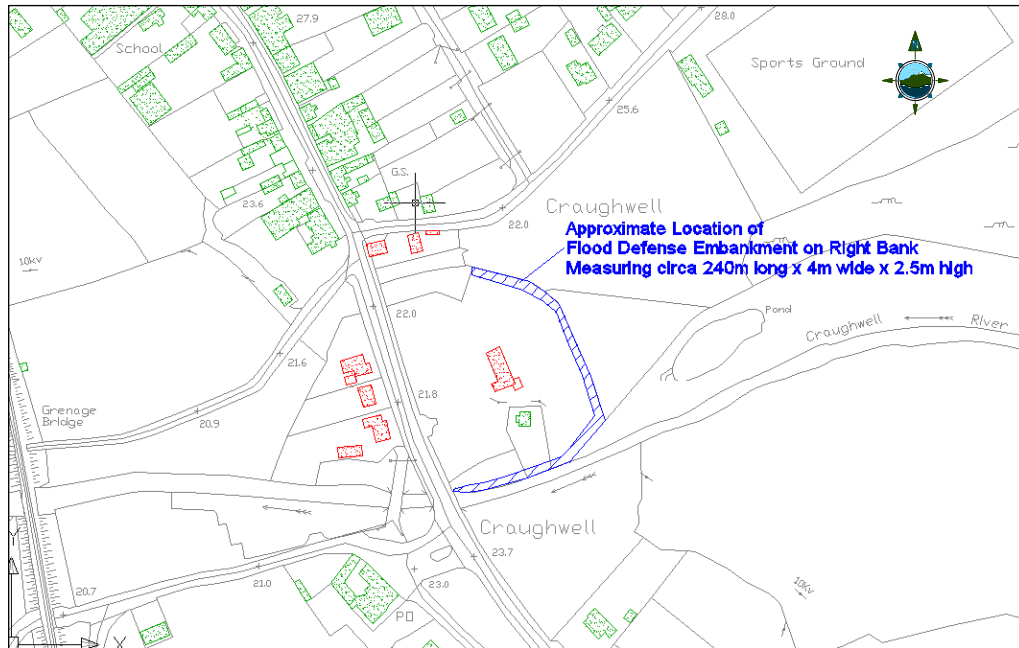 27.9
28.0
School
Sports Ground
25.6
G.S.
23.6
22.0
Craughwell
Approximate Location of
Flood Defense Embankment on Right Bank
Measuring circa 240m long x 4m wide x 2.5m high
10Kv
22.0
Pond
Craughwell River
21.6
21.8
Grenage
Bridge
20.9
Craughwell
23.7
20.7
21.0
23.0
10Kv
PO
Y
X